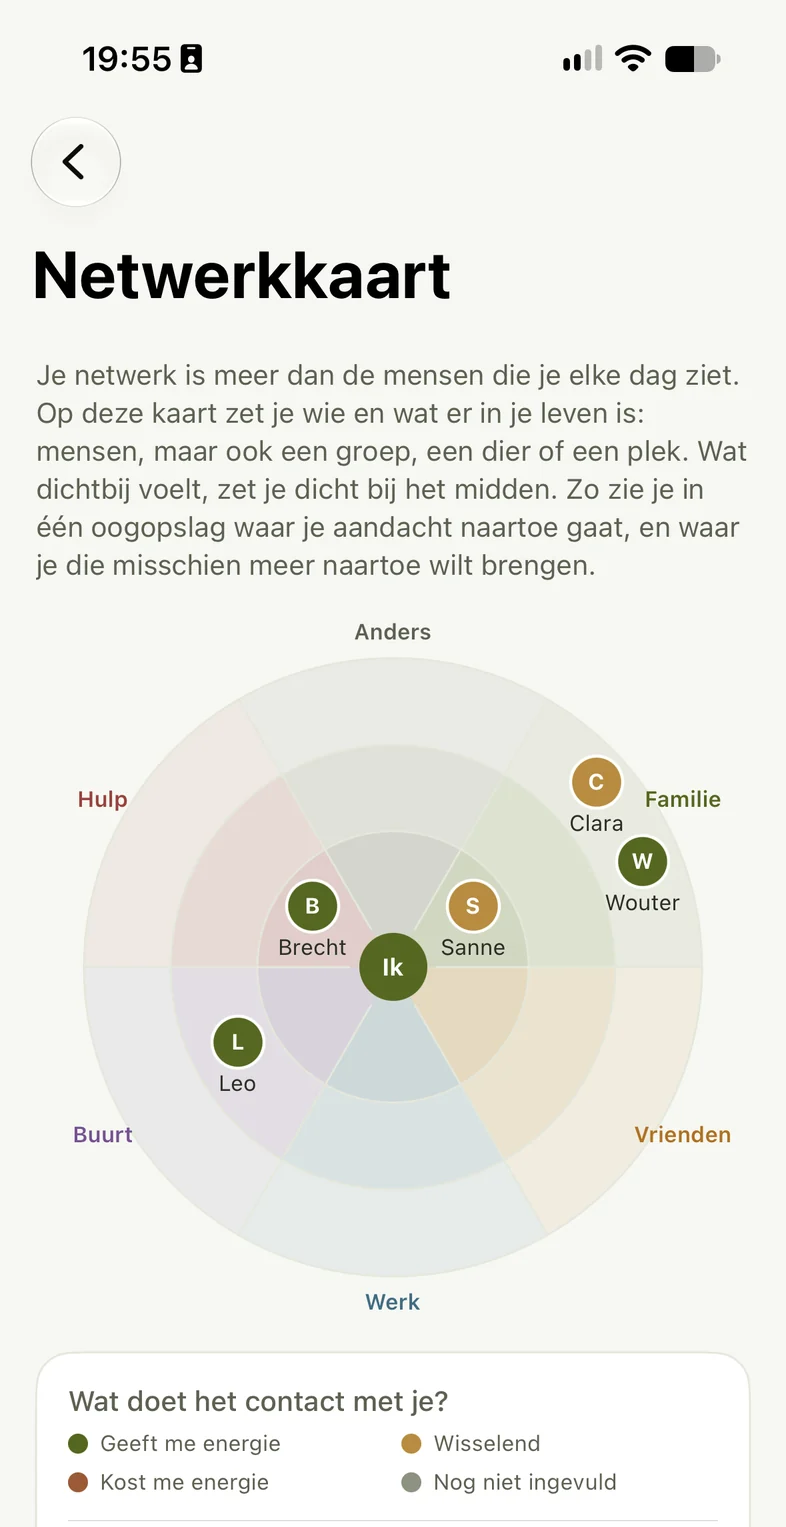 19:55
Netwerkkaart
Je netwerk is meer dan de mensen die je elke dag ziet.
Op deze kaart zet je wie en wat er in je leven is:
mensen, maar ook een groep, een dier of een plek. Wat
dichtbij voelt, zet je dicht bij het midden. Zo zie je in
één oogopslag waar je aandacht naartoe gaat, en waar
je die misschien meer naartoe wilt brengen.
Anders
Hulp
C
Familie
Clara
W
Wouter
B
S
Brecht
Sanne
Ik
L
Leo
Buurt
Vrienden
Werk
Wat doet het contact met je?
Geeft me energie
Wisselend
Kost me energie
Nog niet ingevuld